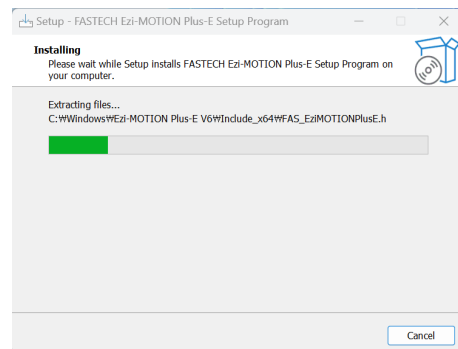 Setup - FASTECH Ezi-MOTION Plus-E Setup Program
Installing
Please wait while Setup installs FASTECH Ezi-MOTION Plus-E Setup Program on
your computer.
Extracting files...
C:₩Windows₩Ezi-MOTION Plus-E V6₩Include_x64₩FAS_EziMOTIONPlusE.h
Cancel